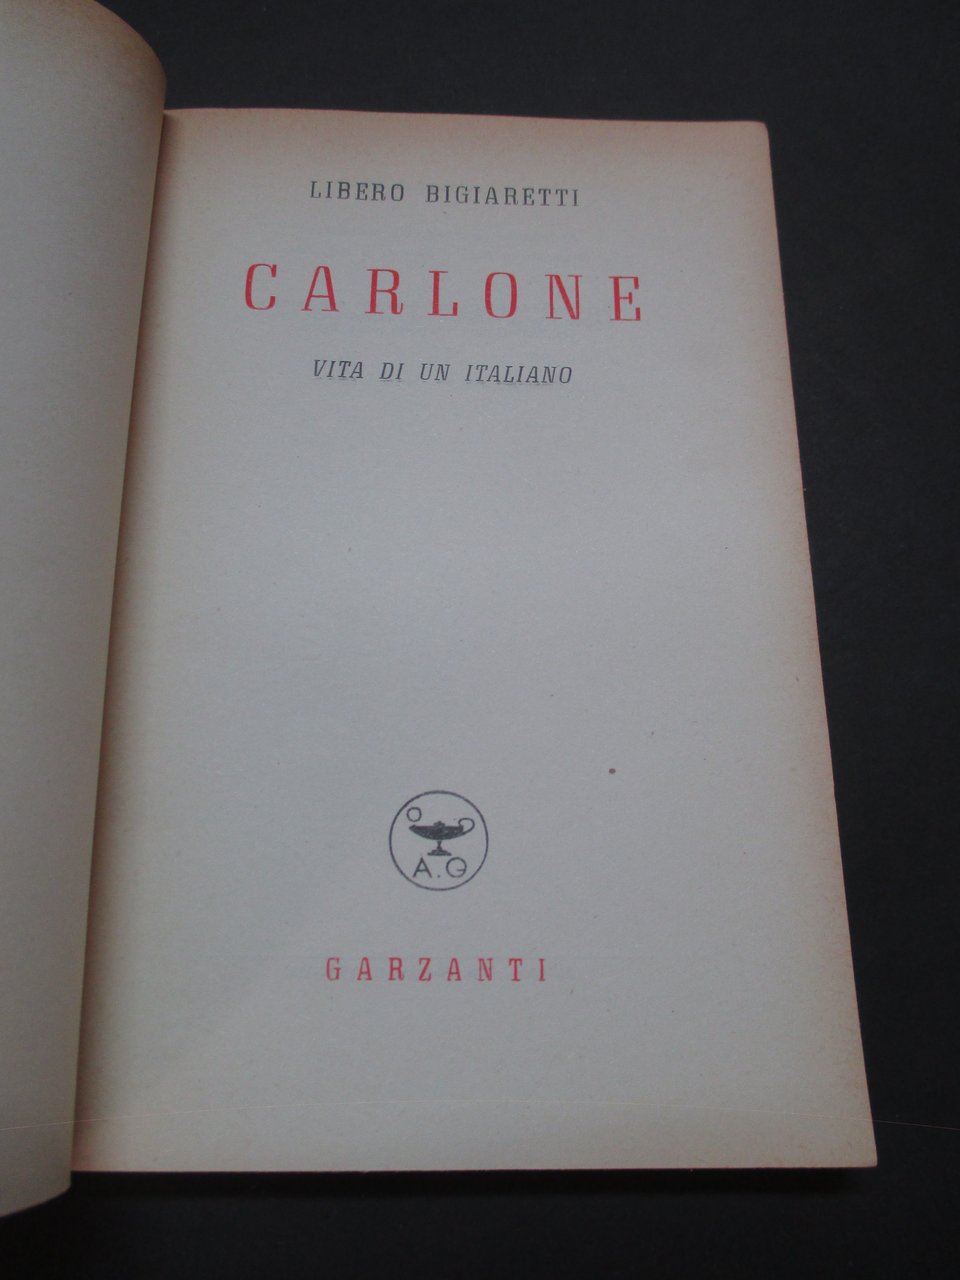 LIBERO BIGIARETTI
CARLONE
VITA DI UN ITALIANO
A.G
GARZANTI